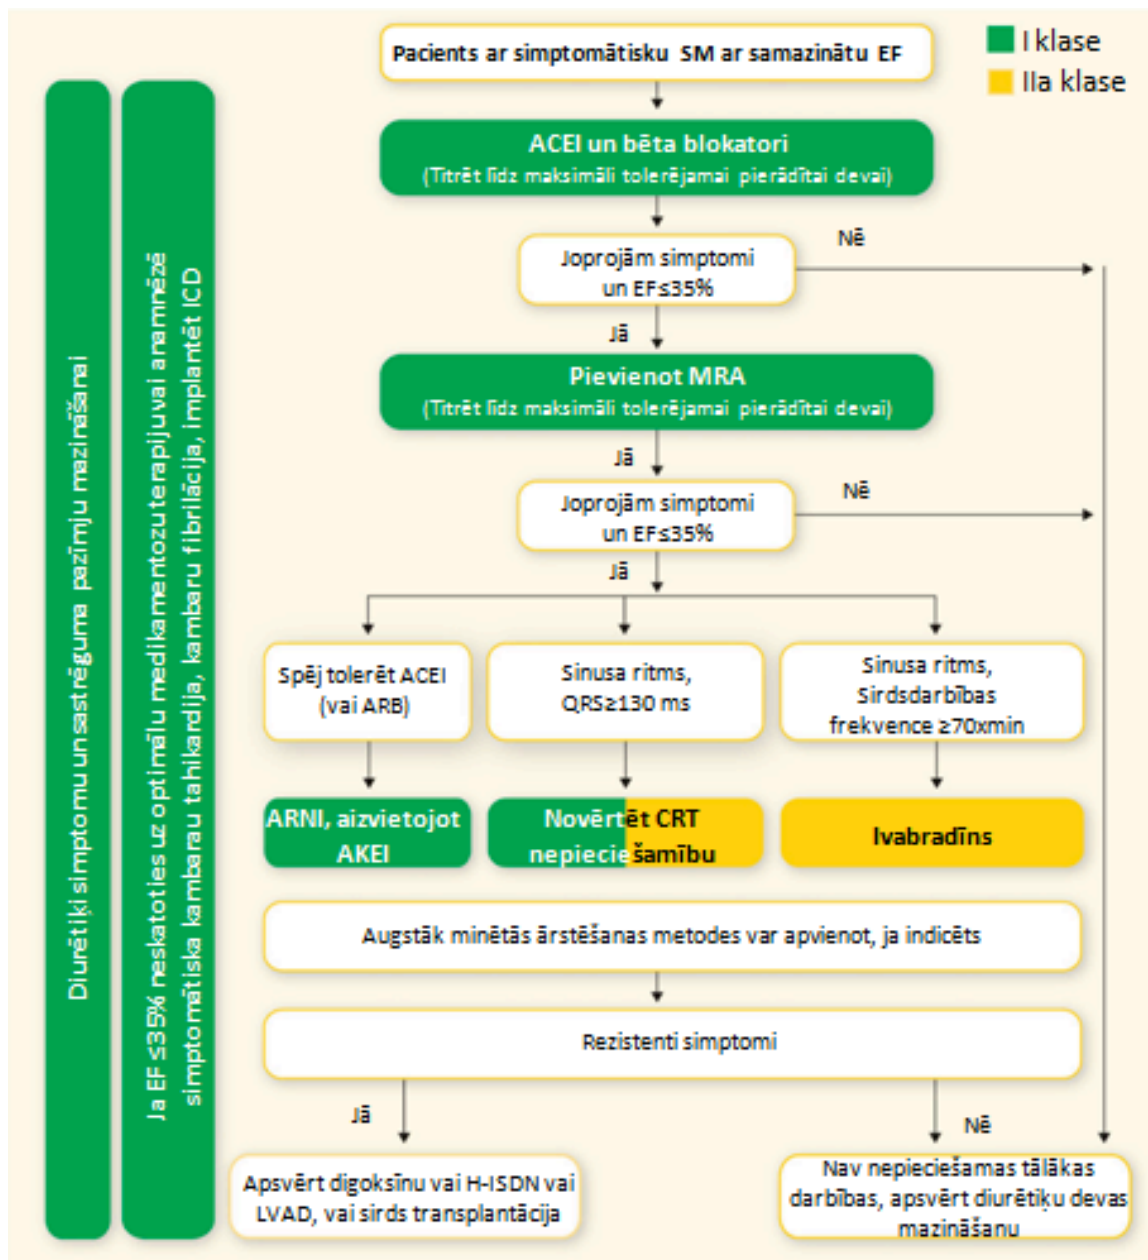 Pacients ar simptomātisku SM ar samazinātu EF
I klase
IIa klase
Diurētiķi simptomu un sastrēguma pazīmju mazināšanai
Ja EF ≤35% neskatoties uz optimālu medikamentozu terapiju vai anamnēzē
simptomātiska kambarau tahikardija, kambaru fibrilācija, implantēt ICD
ACEI un bēta blokatori
(Titrēt līdz maksimāli tolerējamai pierādītai devai)
Joprojām simptomi
un EF≤35%
Nē
Jā
Pievienot MRA
(Titrēt līdz maksimāli tolerējamai pierādītai devai)
Jā
Joprojām simptomi
un EF≤35%
Nē
Jā
Spēj tolerēt ACEI
(vai ARB)
Sinusa ritms,
QRS≥130 ms
Sinusa ritms,
Sirdsdarbības
frekvence ≥70xmin
ARNI, aizvietojot
AKEI
Novērtēt CRT
nepieciešamību
Ivabradīns
Augstāk minētās ārstēšanas metodes var apvienot, ja indicēts
Rezistenti simptomi
Jā
Nē
Apsvērt digoksīnu vai H-ISDN vai
LVAD, vai sirds transplantācija
Nav nepieciešamas tālākas
darbības, apsvērt diurētiķu devas
mazināšanu